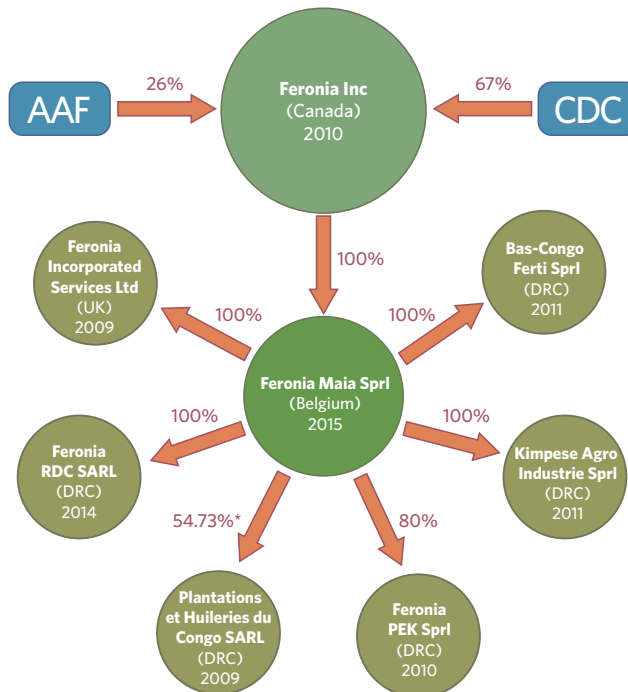 AAF
26%
Feronia Inc
(Canada)
2010
67%
CDC
100%
Feronia
Incorporated
Services Ltd
(UK)
2009
100%
100%
Bas-Congo
Ferti Sprl
(DRC)
2011
Feronia Maia Sprl
(Belgium)
2015
Feronia
RDC SARL
(DRC)
2014
100%
100%
Kimpese Agro
Industrie Sprl
(DRC)
2011
54.73%*
80%
Plantations
et Huileries du
Congo SARL
(DRC)
2009
Feronia
PEK Sprl
(DRC)
2010